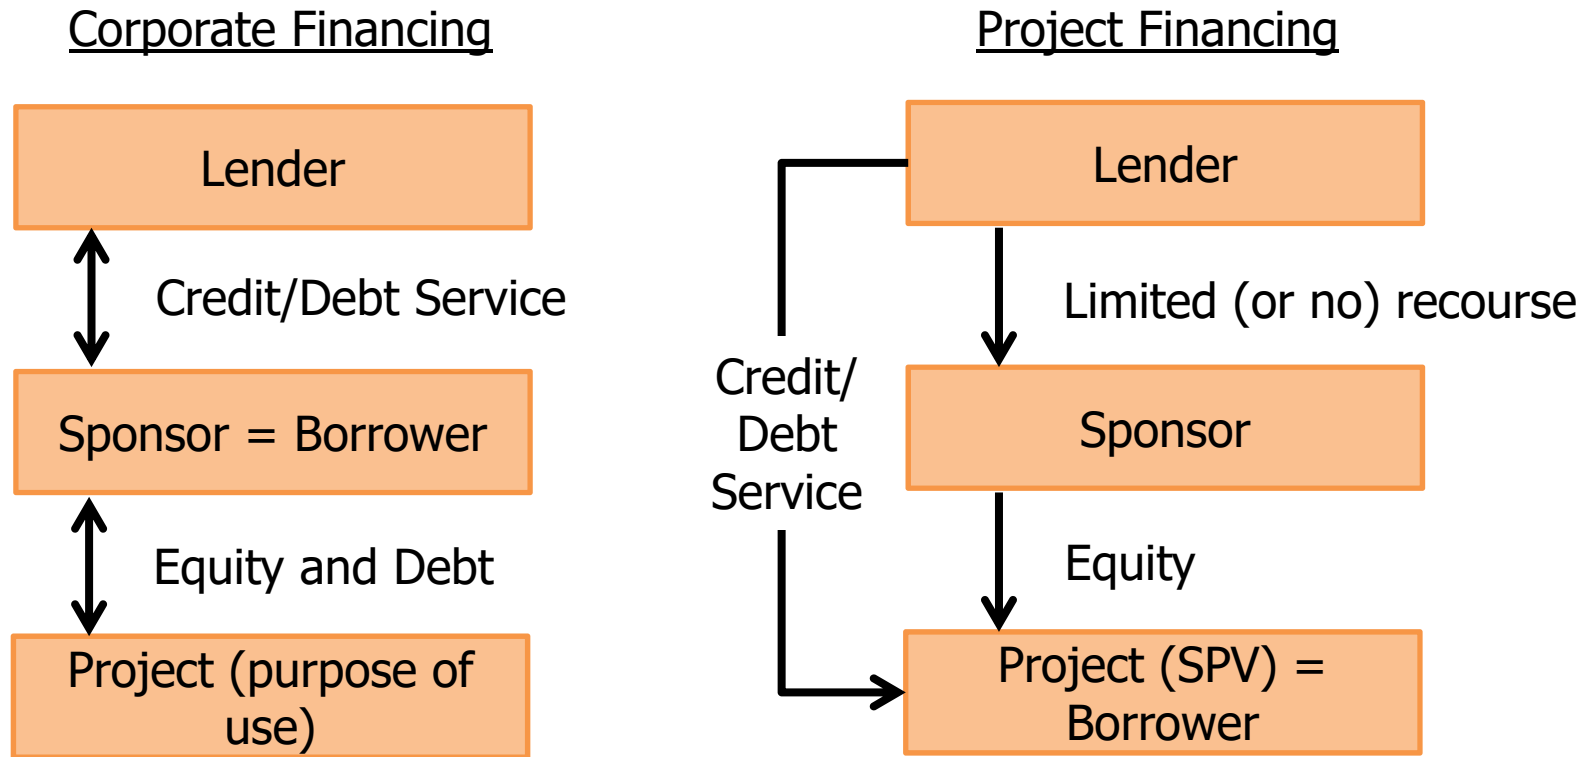 Corporate Financing
Lender
Credit/Debt Service
Sponsor = Borrower
Equity and Debt
Project (purpose of
use)
Project Financing
Lender
Limited (or no) recourse
Credit/
Debt
Service
Sponsor
Equity
Project (SPV) =
Borrower